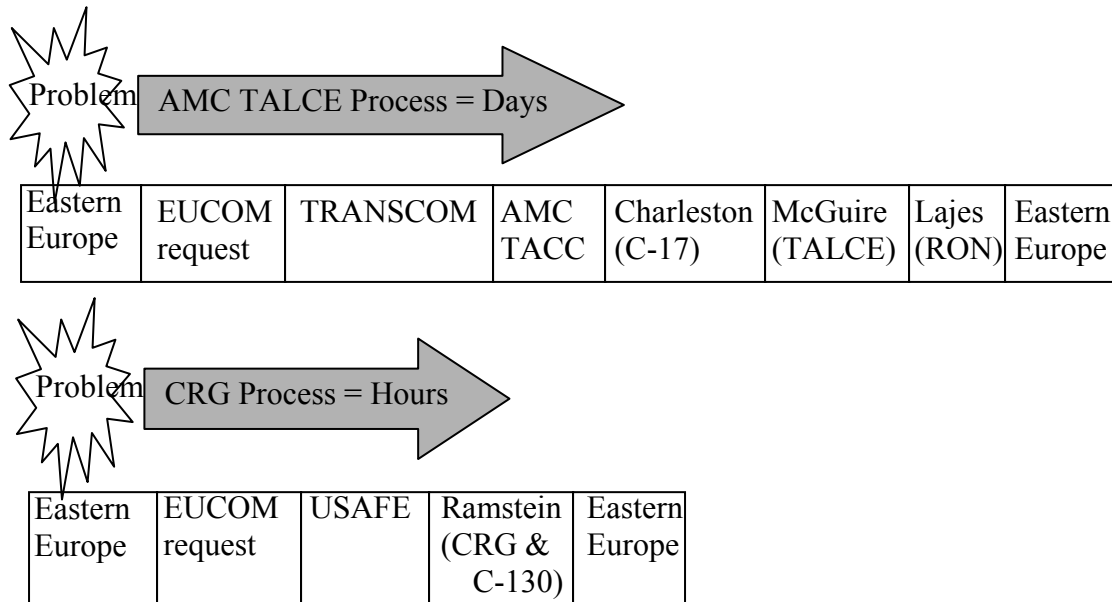 Problem
AMC TALCE Process = Days
Eastern
Europe
EUCOM
request
TRANSCOM
AMC
TACC
Charleston
(C-17)
McGuire
(TALCE)
Lajes
(RON)
Eastern
Europe
Problem
CRG Process = Hours
Eastern
Europe
EUCOM
request
USAFE
Ramstein
(CRG &
C-130)
Eastern
Europe